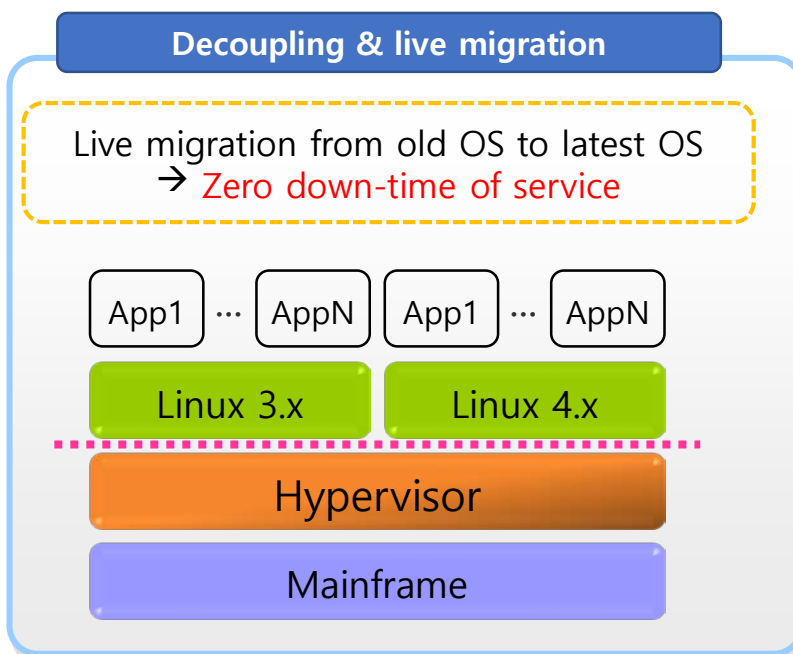 Decoupling & live migration
Live migration from old OS to latest OS
→ Zero down-time of service
App1 ... AppN App1 ... AppN
Linux 3.x Linux 4.x
Hypervisor
Mainframe